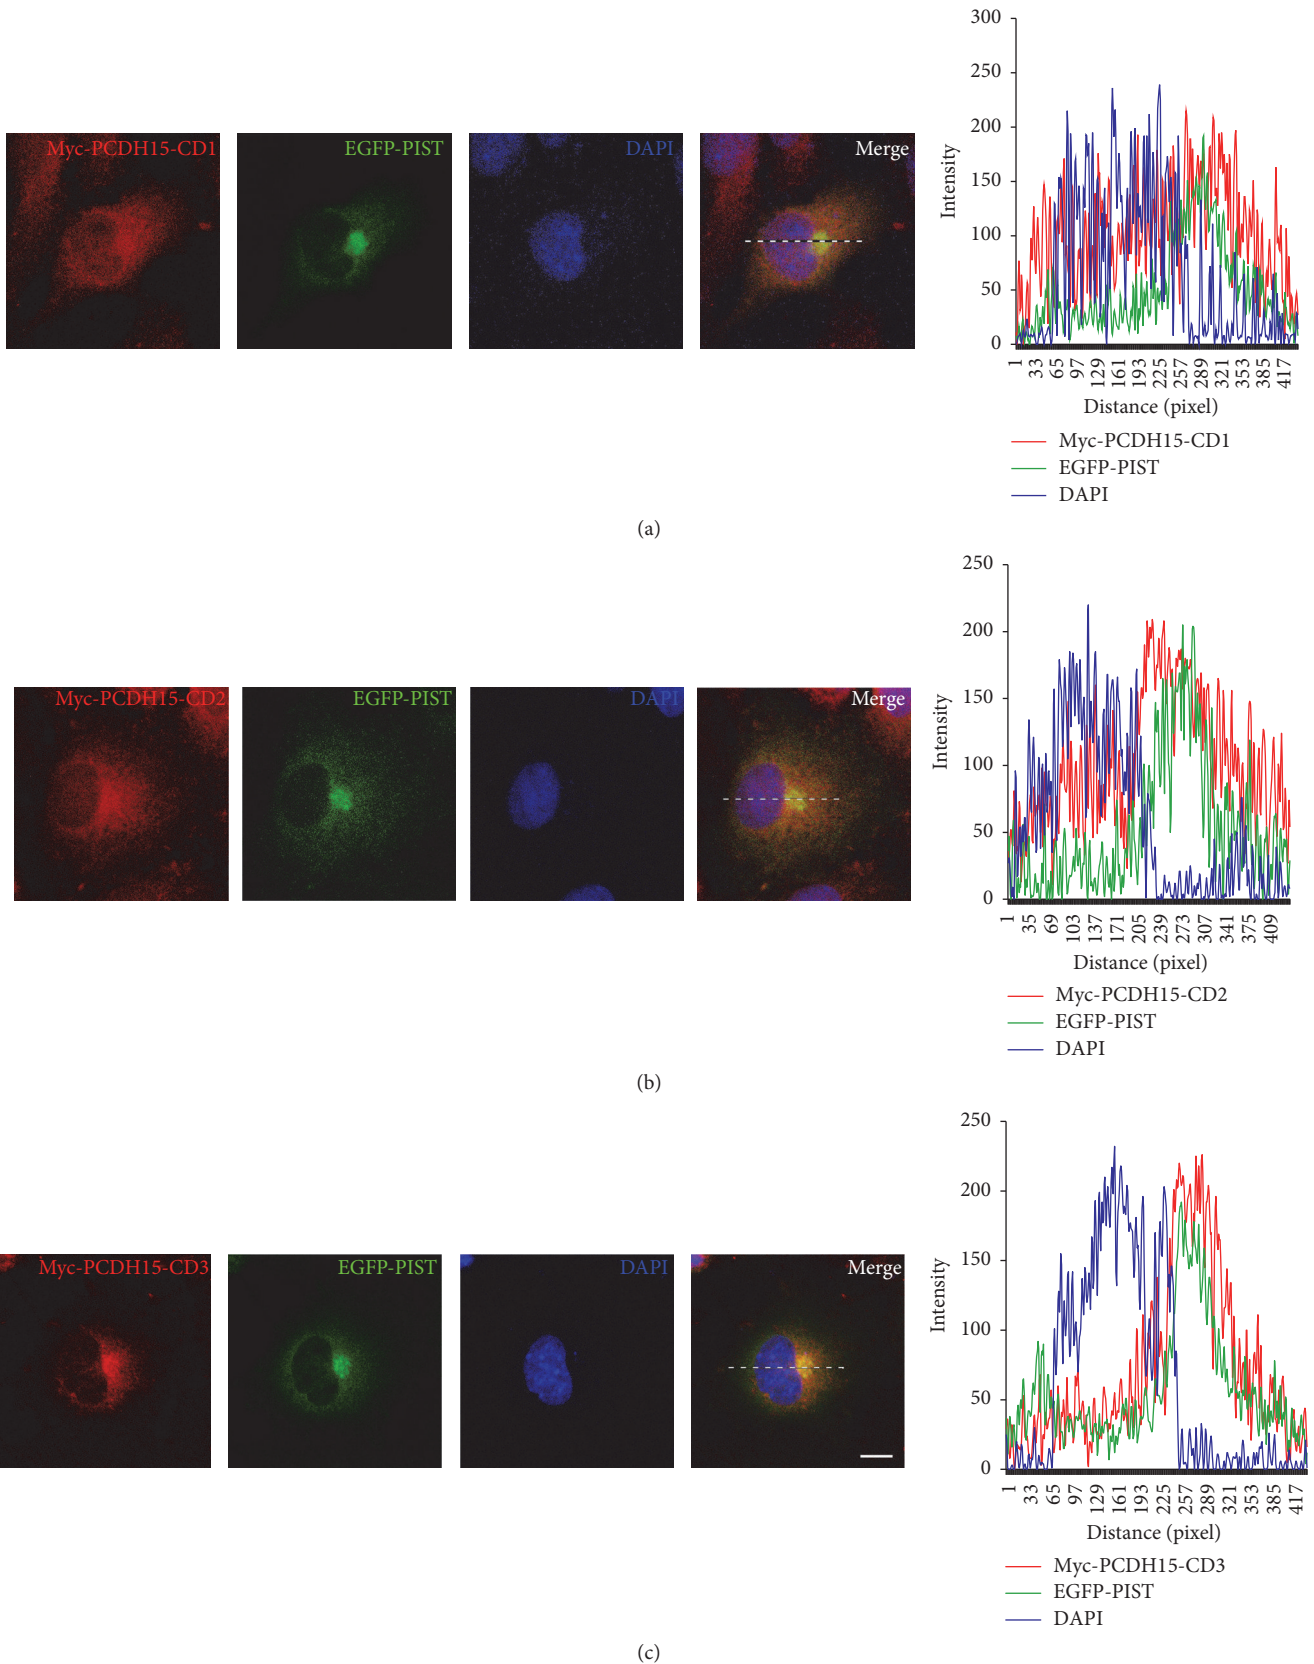 Myc-PCDH15-CD1
EGFP-PIST
DAPI
Merge
300
250
200
150
100
50
0
Intensity
1
33
65
97
129
161
193
225
257
289
321
353
385
417
Distance (pixel)
Myc-PCDH15-CD1
EGFP-PIST
DAPI
(a)
Myc-PCDH15-CD2
EGFP-PIST
DAPI
Merge
250
200
150
100
50
0
Intensity
1
35
69
103
137
171
205
239
273
307
341
375
409
Distance (pixel)
Myc-PCDH15-CD2
EGFP-PIST
DAPI
(b)
Myc-PCDH15-CD3
EGFP-PIST
DAPI
Merge
250
200
150
100
50
0
Intensity
1
33
65
97
129
161
193
225
257
289
321
353
385
417
Distance (pixel)
Myc-PCDH15-CD3
EGFP-PIST
DAPI
(c)